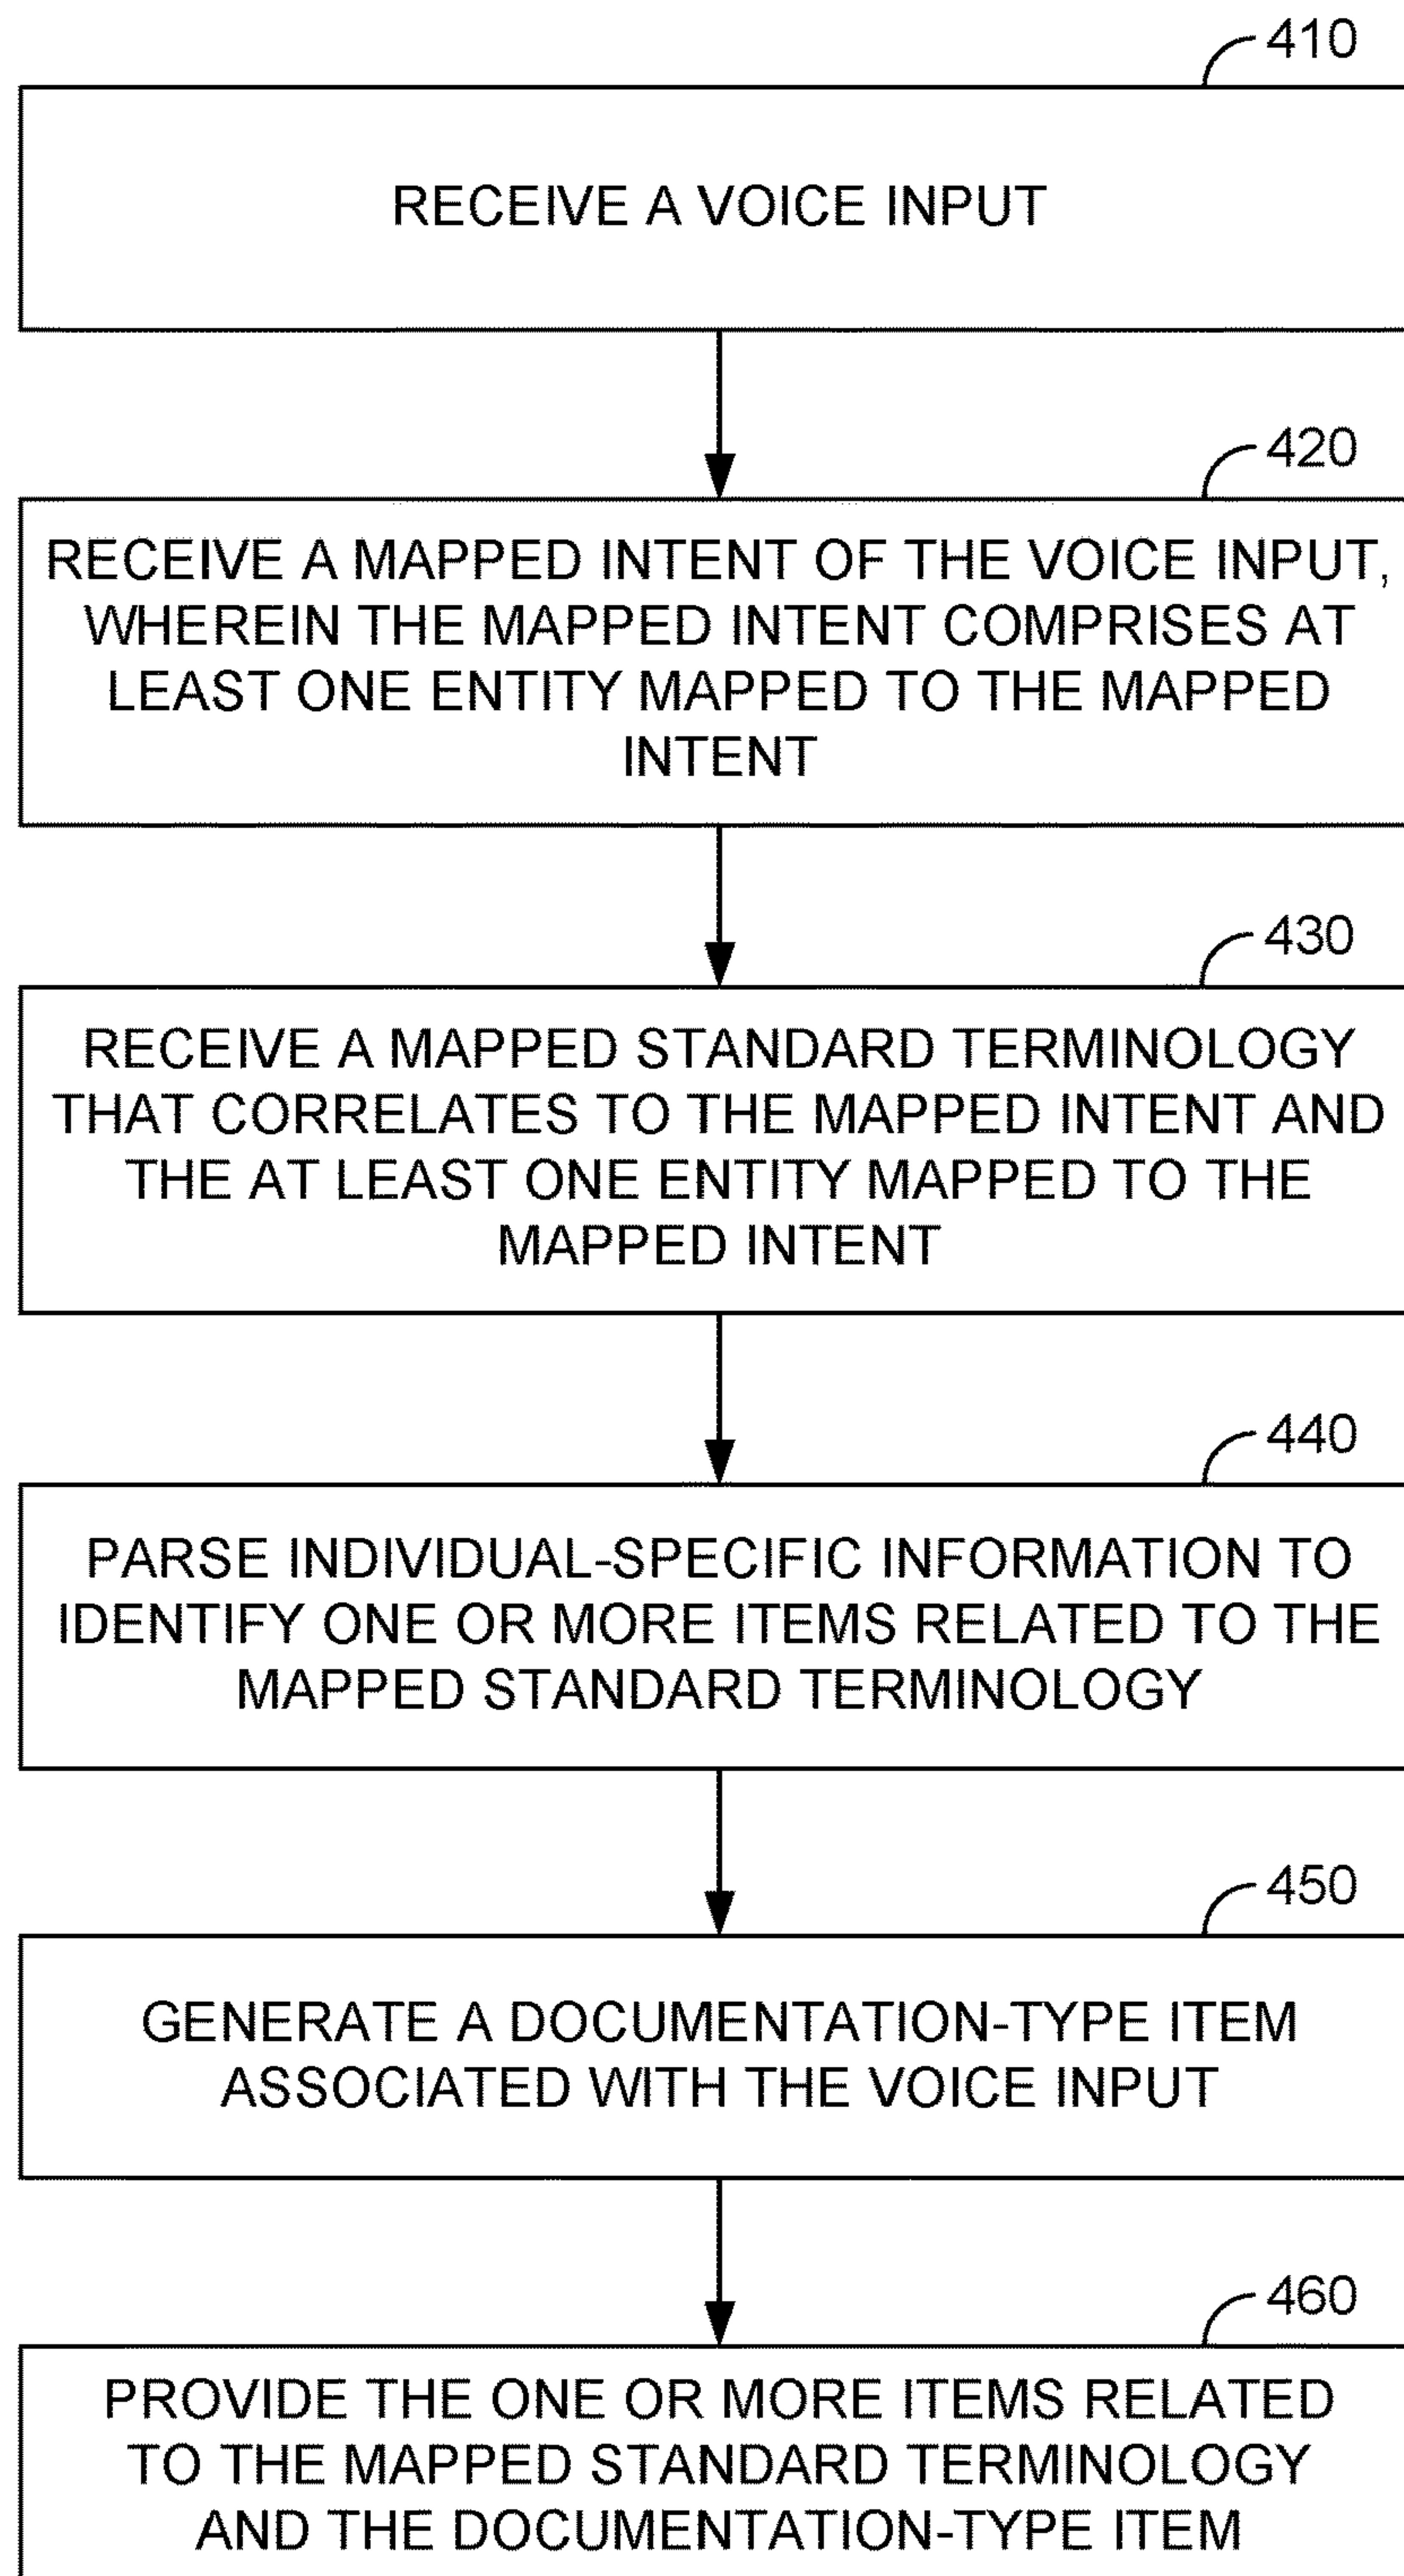 410
RECEIVE A VOICE INPUT
420
RECEIVE A MAPPED INTENT OF THE VOICE INPUT,
WHEREIN THE MAPPED INTENT COMPRISES AT
LEAST ONE ENTITY MAPPED TO THE MAPPED
INTENT
430
RECEIVE A MAPPED STANDARD TERMINOLOGY
THAT CORRELATES TO THE MAPPED INTENT AND
THE AT LEAST ONE ENTITY MAPPED TO THE
MAPPED INTENT
440
PARSE INDIVIDUAL-SPECIFIC INFORMATION TO
IDENTIFY ONE OR MORE ITEMS RELATED TO THE
MAPPED STANDARD TERMINOLOGY
450
GENERATE A DOCUMENTATION-TYPE ITEM
ASSOCIATED WITH THE VOICE INPUT
460
PROVIDE THE ONE OR MORE ITEMS RELATED
TO THE MAPPED STANDARD TERMINOLOGY
AND THE DOCUMENTATION-TYPE ITEM